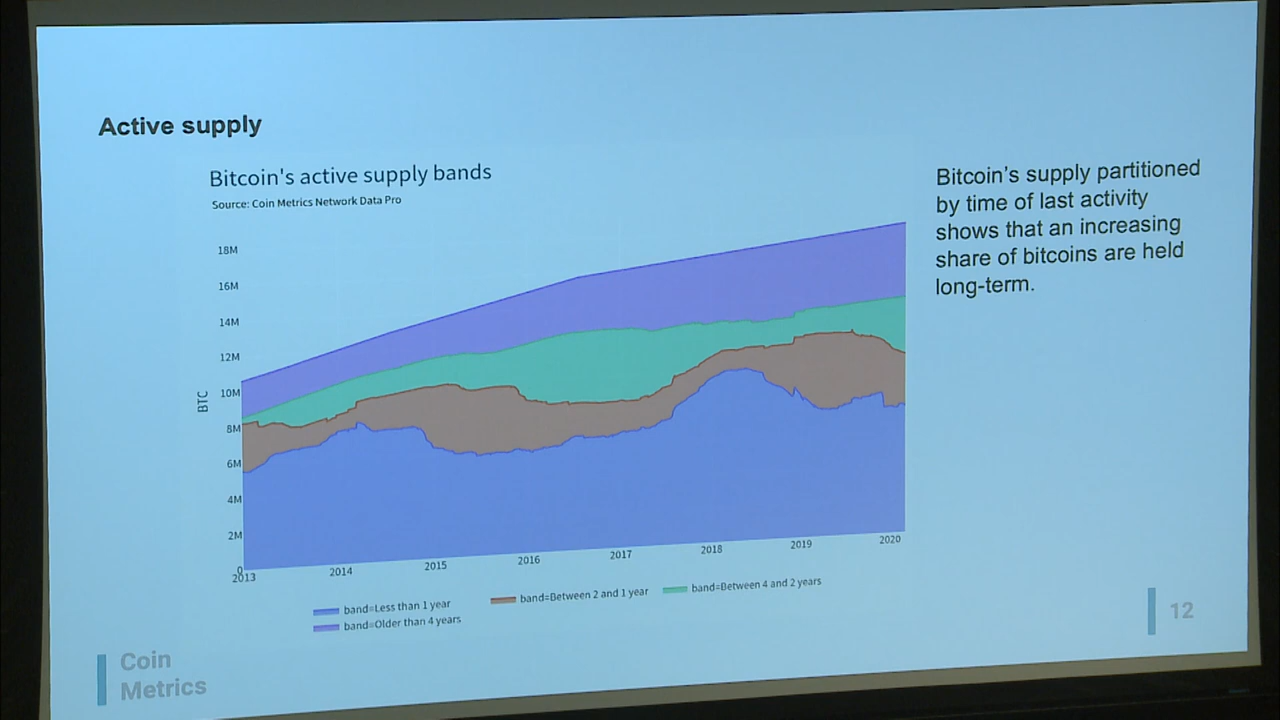 Active supply
Bitcoin's active supply bands
Source: Coin Metrics Network Data Pro
Bitcoin's supply partitioned
by time of last activity
shows that an increasing
share of bitcoins are held
long-term.
18M
16M
14M
12M
10M
8M
6M
4M
2M
0
BTC
2013 2014 2015 2016 2017 2018 2019 2020
band=Less than 1 year band=Between 2 and 1 year band=Between 4 and 2 years
band=Older than 4 years
Coin
Metrics
12